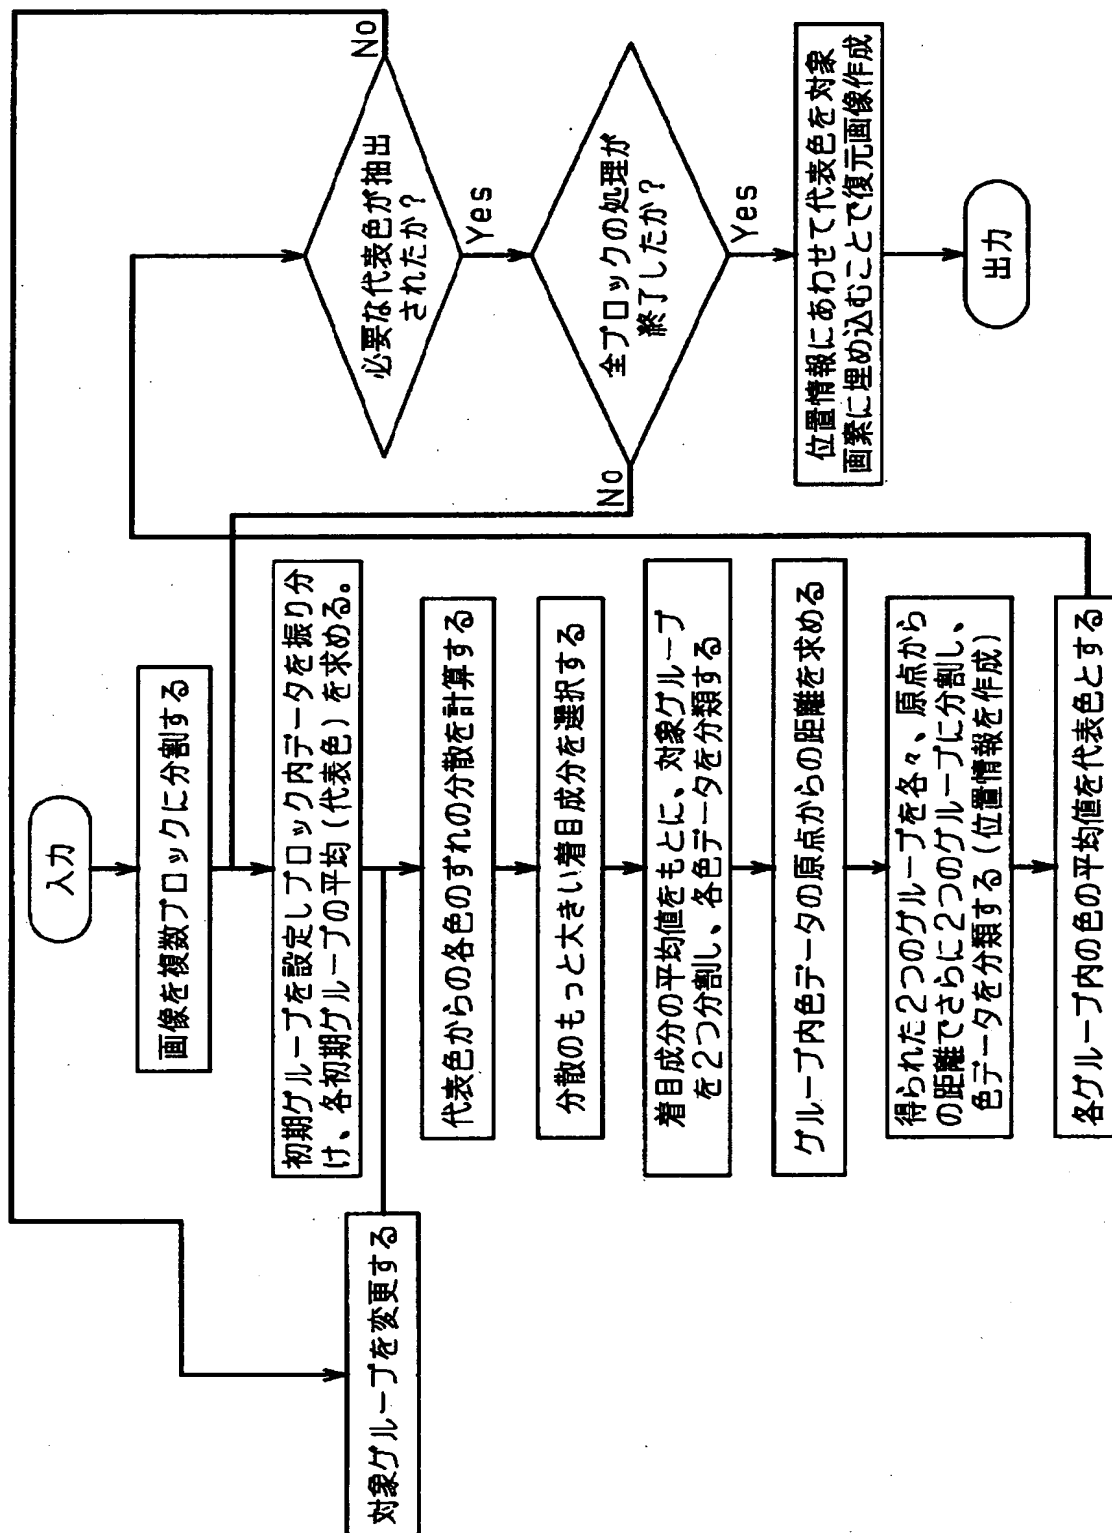 入力
画像を複数ブロックに分割する
初期グループを設定しブロック内データを振り分
け、各初期グループの平均(代表色)を求める。
代表色からの各色のずれの分散を計算する
分散のもっと大きい着目成分を選択する
着目成分の平均値をもとに、対象グループ
を2つ分割し、各色データを分類する
グループ内色データの原点からの距離を求める
得られた2つのグループを各々、原点から
の距離でさらに2つのグループに分割し、
色データを分類する(位置情報を作成)
各グループ内の色の平均値を代表色とする
対象グループを変更する
必要な代表色が抽出
されたか?
No
Yes
全ブロックの処理が
終了したか?
No
Yes
位置情報にあわせて代表色を対象
画素に埋め込むことで復元画像作成
出力